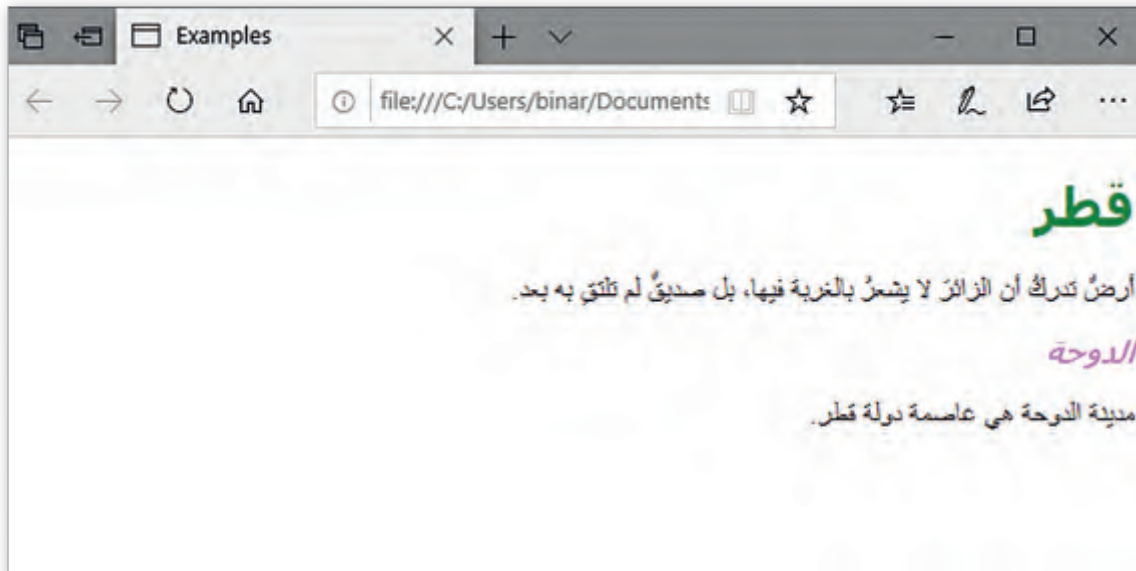 Examples
file:///C:/Users/binar/Documents
قطر
أرضٌ تدركُ أن الزائرَ لا يشعرُ بالغربة فيها، بل صديقٌ لم تلتقِ به بعد.
الدوحة
مدينة الدوحة هي عاصمة دولة قطر.